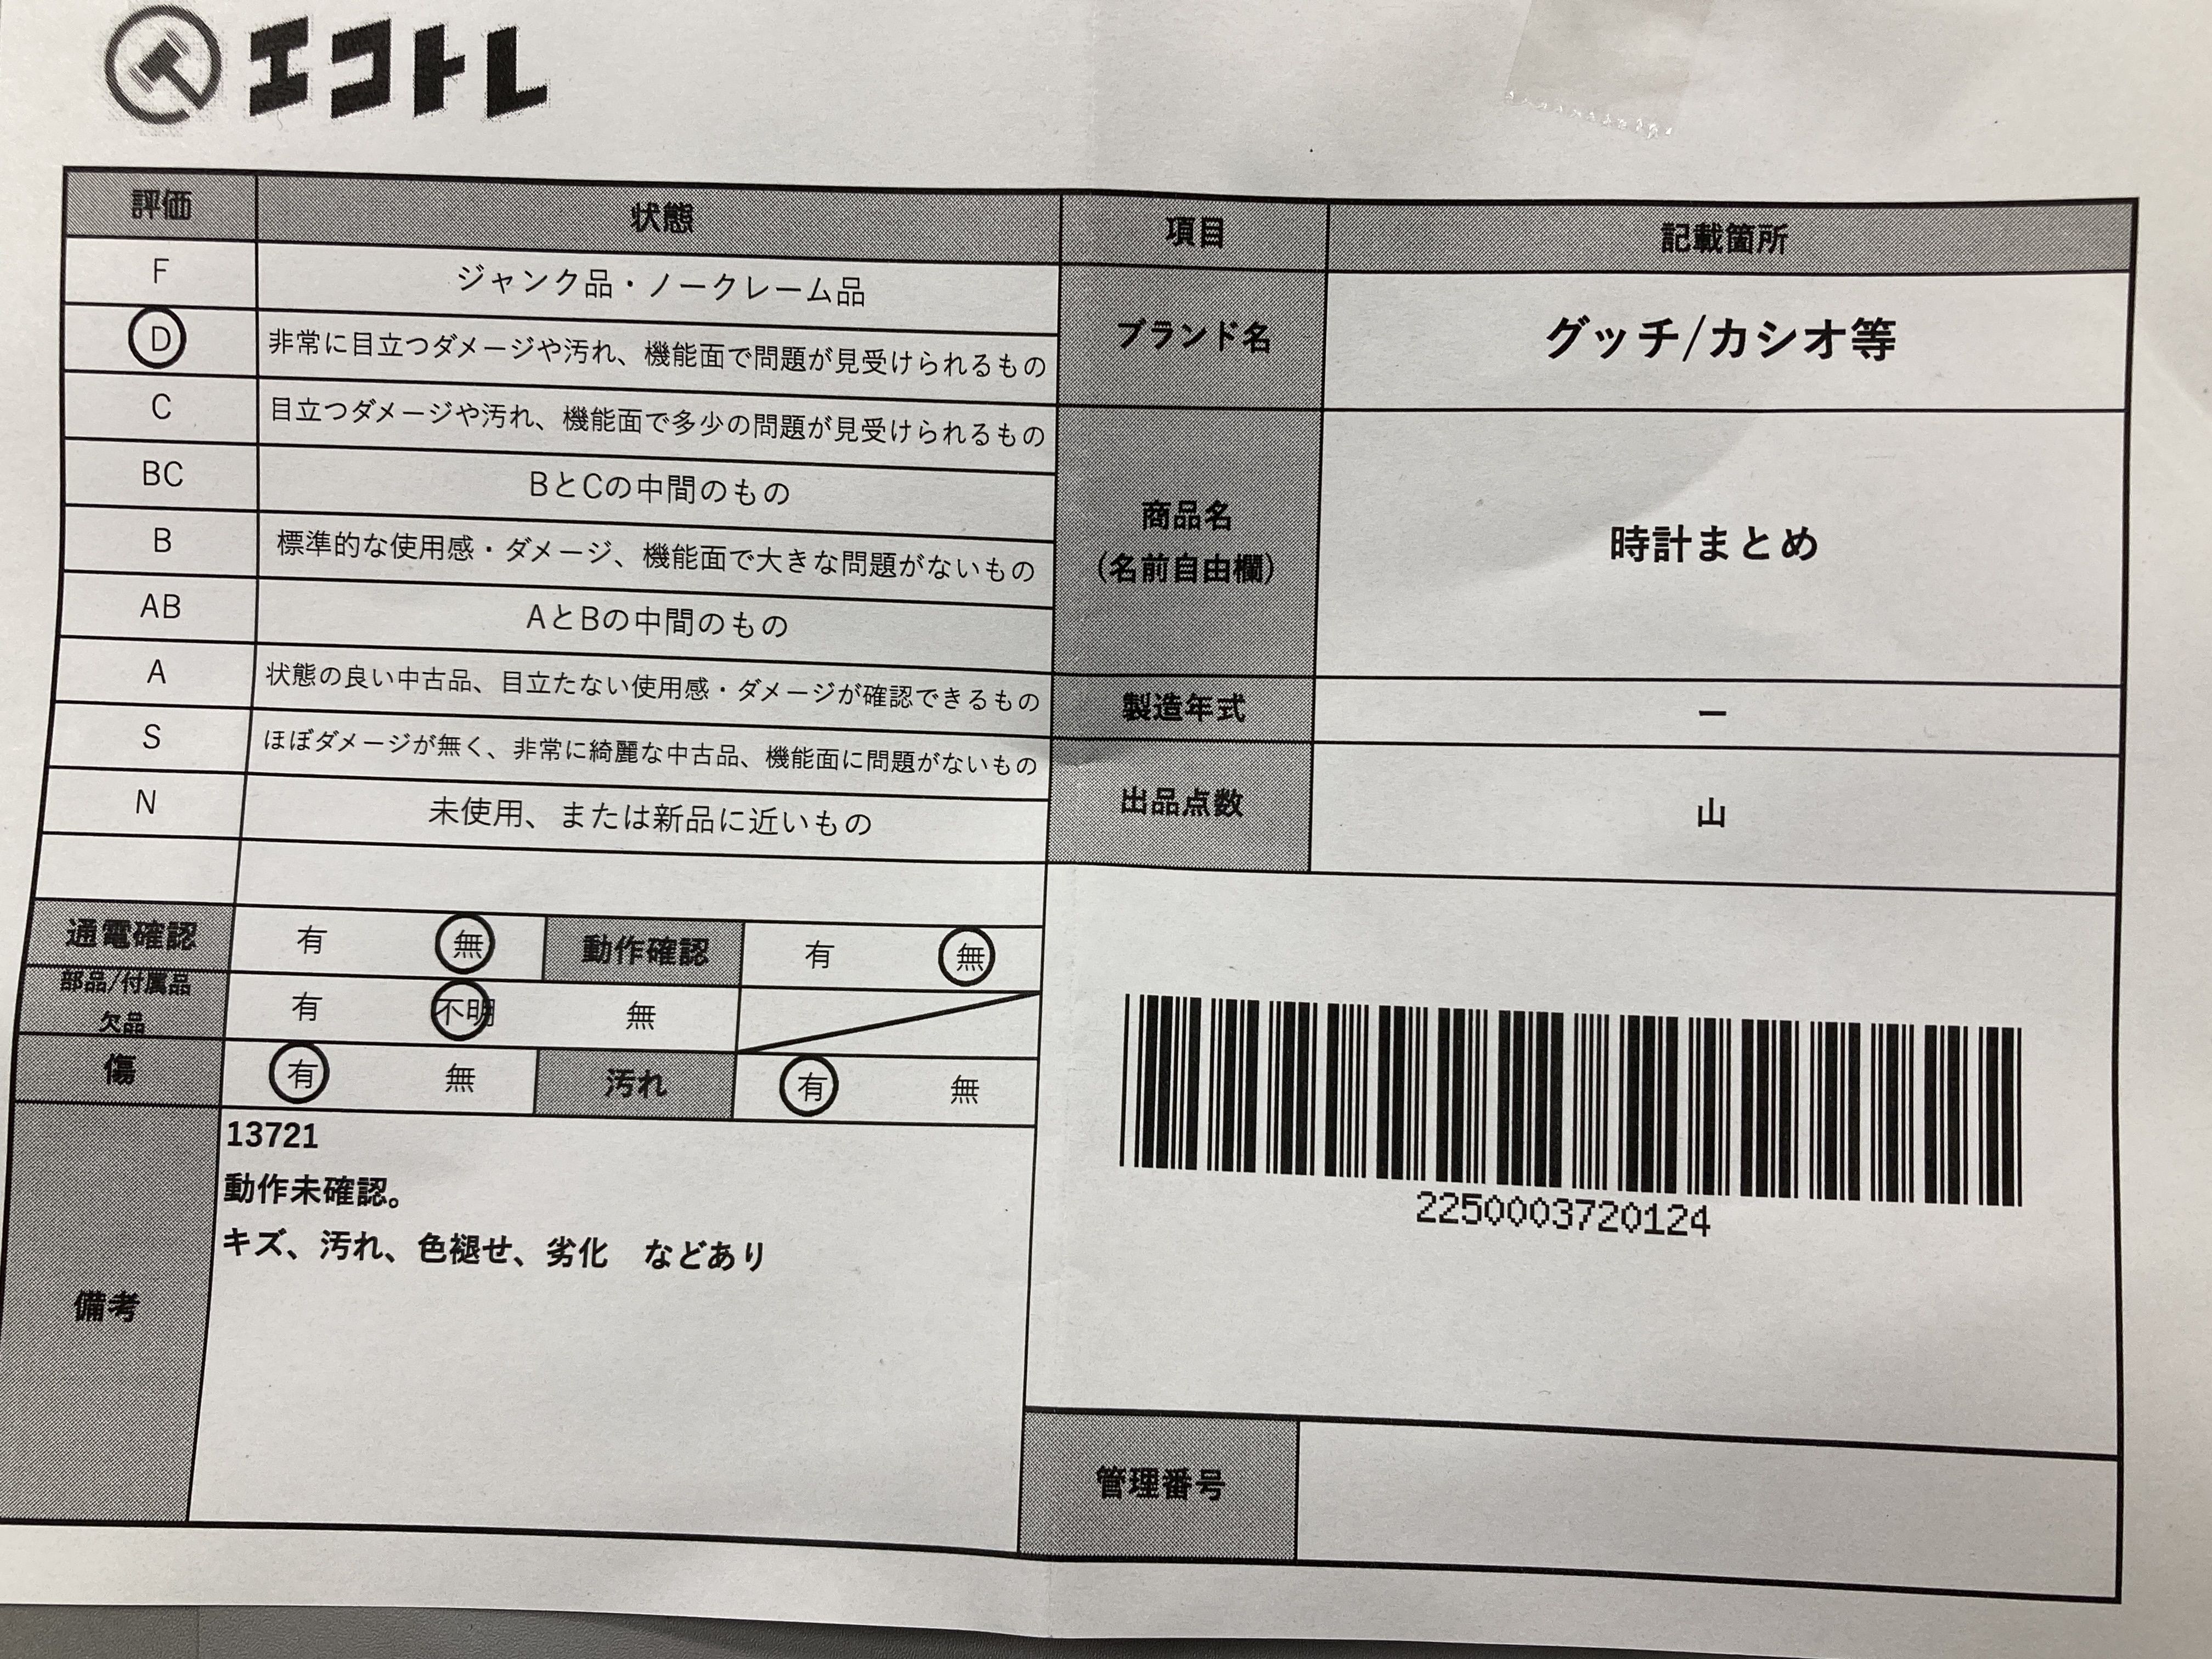 エコトレ
評価 状態 項目 記載箇所
F ジャンク品・ノークレーム品
D 非常に目立つダメージや汚れ、機能面で問題が見受けられるもの
ブランド名 グッチ/カシオ等
C 目立つダメージや汚れ、機能面で多少の問題が見受けられるもの
BC BとCの中間のもの
B 標準的な使用感・ダメージ、機能面で大きな問題がないもの
商品名
(名前自由欄)
時計まとめ
AB AとBの中間のもの
A 状態の良い中古品、目立たない使用感・ダメージが確認できるもの
製造年式 ー
S ほぼダメージが無く、非常に綺麗な中古品、機能面に問題がないもの
N 未使用、または新品に近いもの
出品点数 山
通電確認 有 無 動作確認 有 無
部品/付属品
欠品
有 不明 無
傷 有 無 汚れ 有 無
備考
13721
動作未確認。
キズ、汚れ、色褪せ、劣化 などあり
2250003720124
管理番号